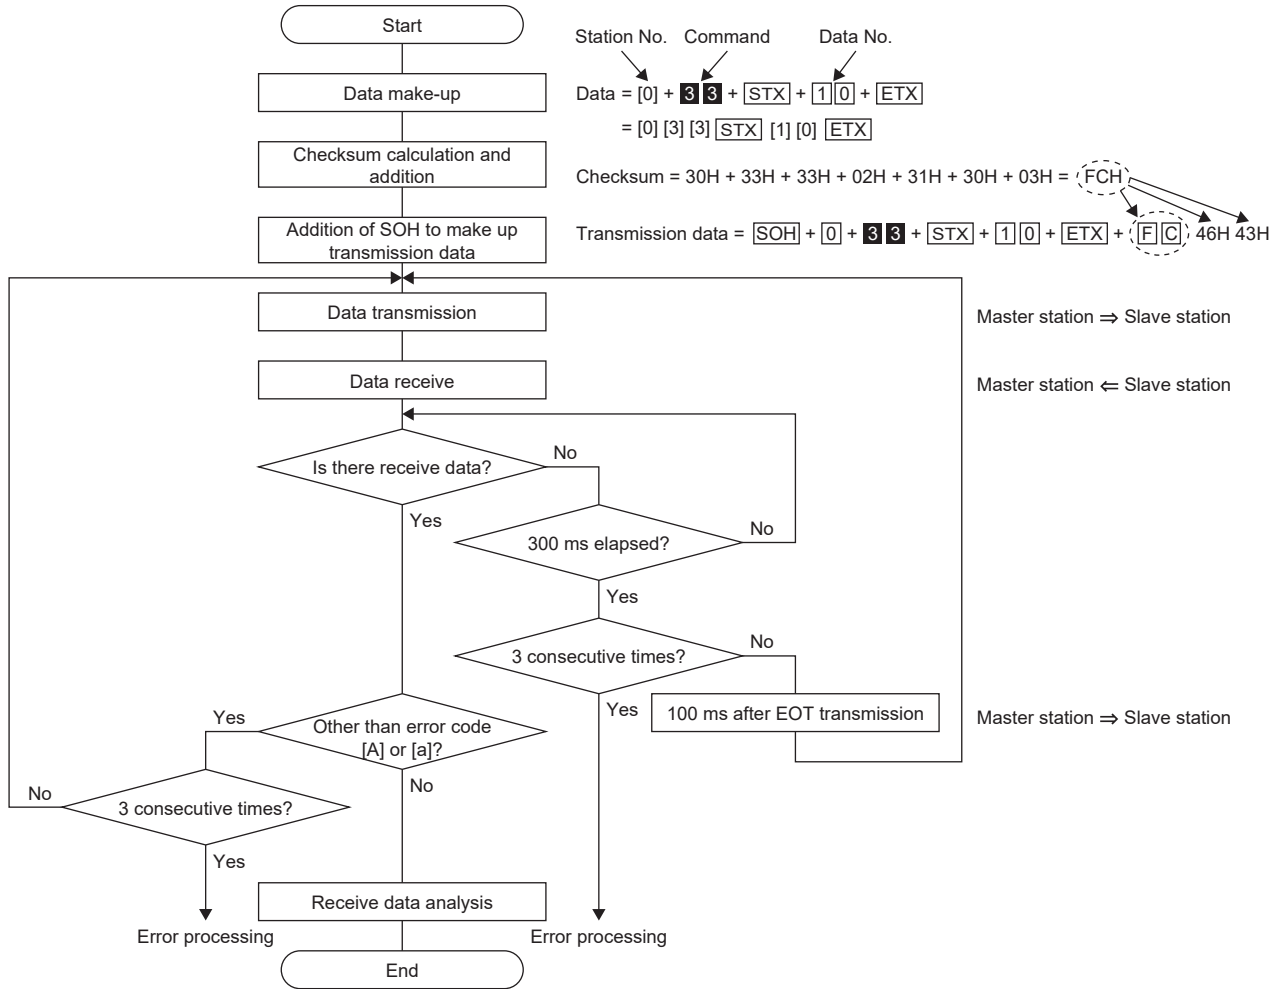 Start
Station No. Command Data No.
Data make-up
Data = [0] + 3 3 + STX + 1 0 + ETX
= [0] [3] [3] STX [1] [0] ETX
Checksum calculation and
addition
Checksum = 30H + 33H + 33H + 02H + 31H + 30H + 03H = FCH
Addition of SOH to make up
transmission data
Transmission data = SOH + 0 + 3 3 + STX + 1 0 + ETX + F C 46H 43H
Data transmission
Master station ⇒ Slave station
Data receive
Master station ⇐ Slave station
Is there receive data?
No
Yes
300 ms elapsed?
No
Yes
3 consecutive times?
No
Yes
100 ms after EOT transmission
Master station ⇒ Slave station
Other than error code
[A] or [a]?
Yes
No
3 consecutive times?
No
Yes
Receive data analysis
Error processing
Error processing
End